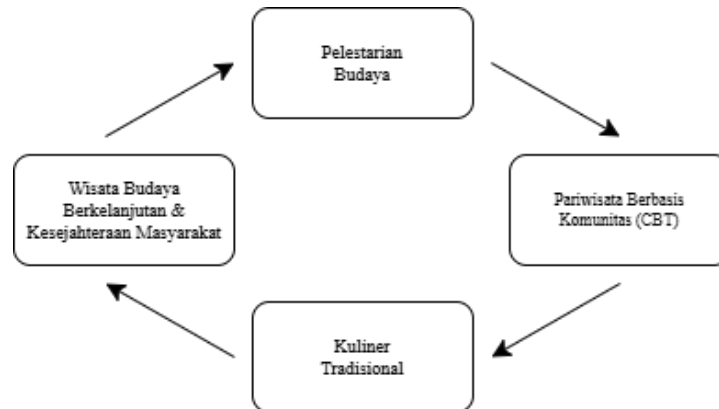 Pelestarian
Budaya
Wisata Budaya
Berkelanjutan &
Kesejahteraan Masyarakat
Pariwisata Berbasis
Komunitas (CBT)
Kuliner
Tradisional